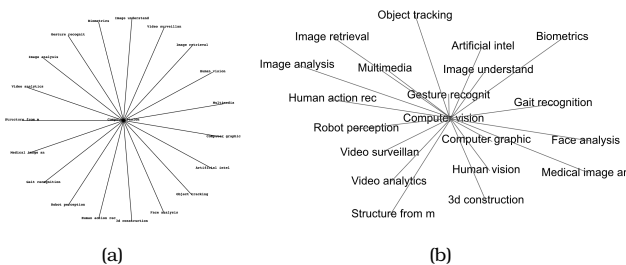 Image understand
Biometrics
Video surveillan
Gesture recognit
Image retrieval
Image analysis
Human vision
Video analytics
Multimedia
Structure from m
Computer vision
Computer graphic
Medical image an
Artificial intel
Gait recognition
Object tracking
Robot perception
Face analysis
Human action rec
3d construction
(a)
Object tracking
Image retrieval
Biometrics
Artificial intel
Image analysis
Multimedia
Image understand
Human action rec
Gesture recognit
Gait recognition
Computer vision
Robot perception
Computer graphic
Face analysis
Video surveillan
Human vision
Medical image an
Video analytics
3d construction
Structure from m
(b)